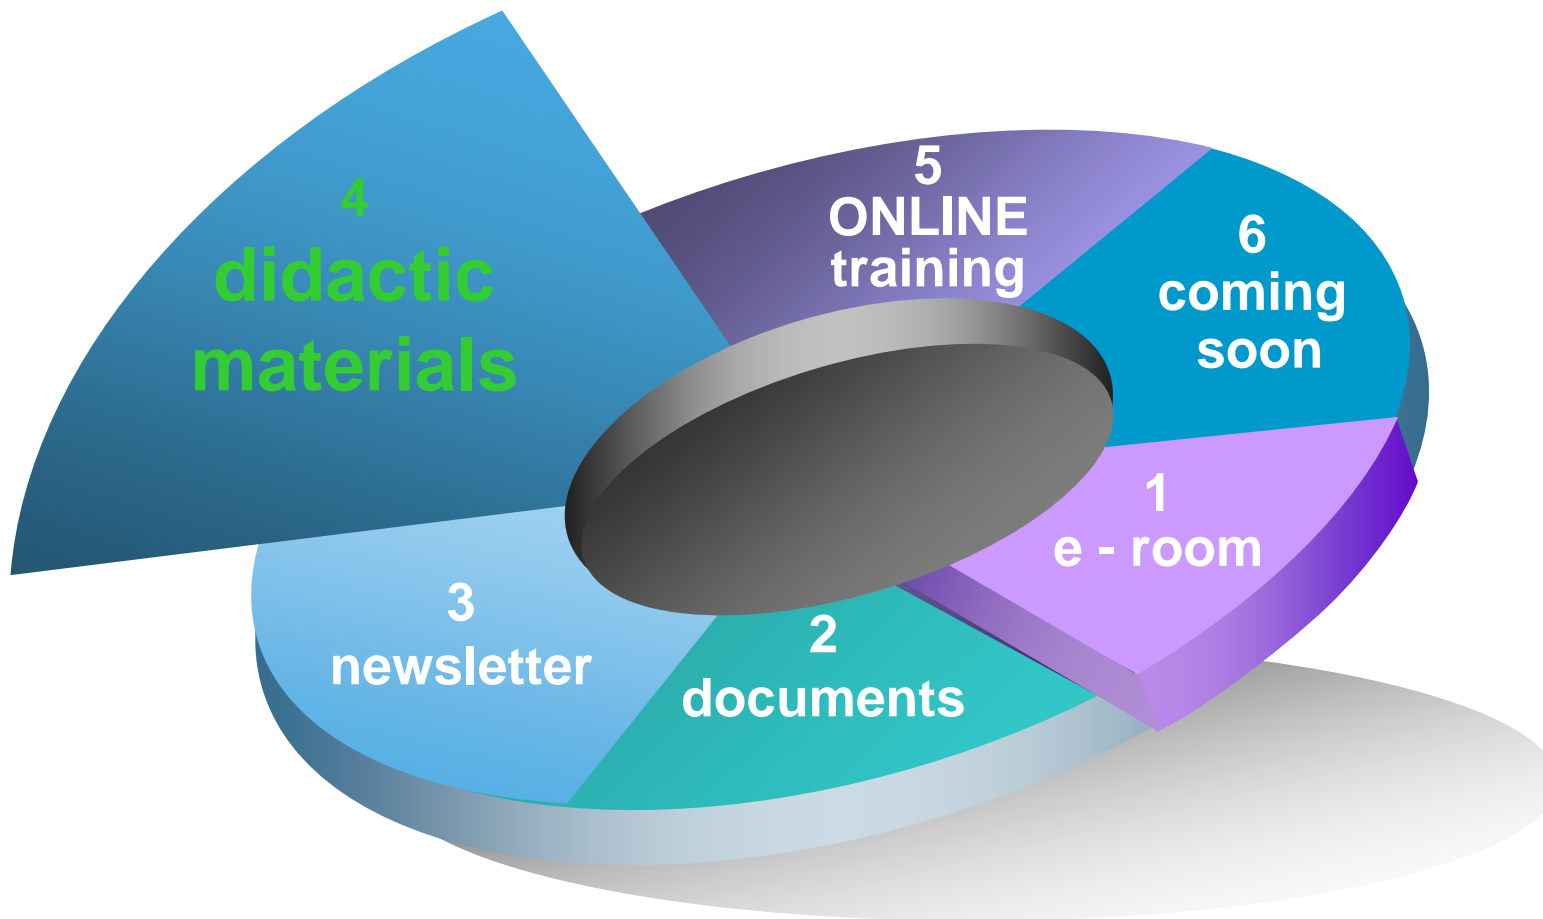 4
didactic
materials
5
ONLINE
training
6
coming
soon
1
e - room
2
documents
3
newsletter